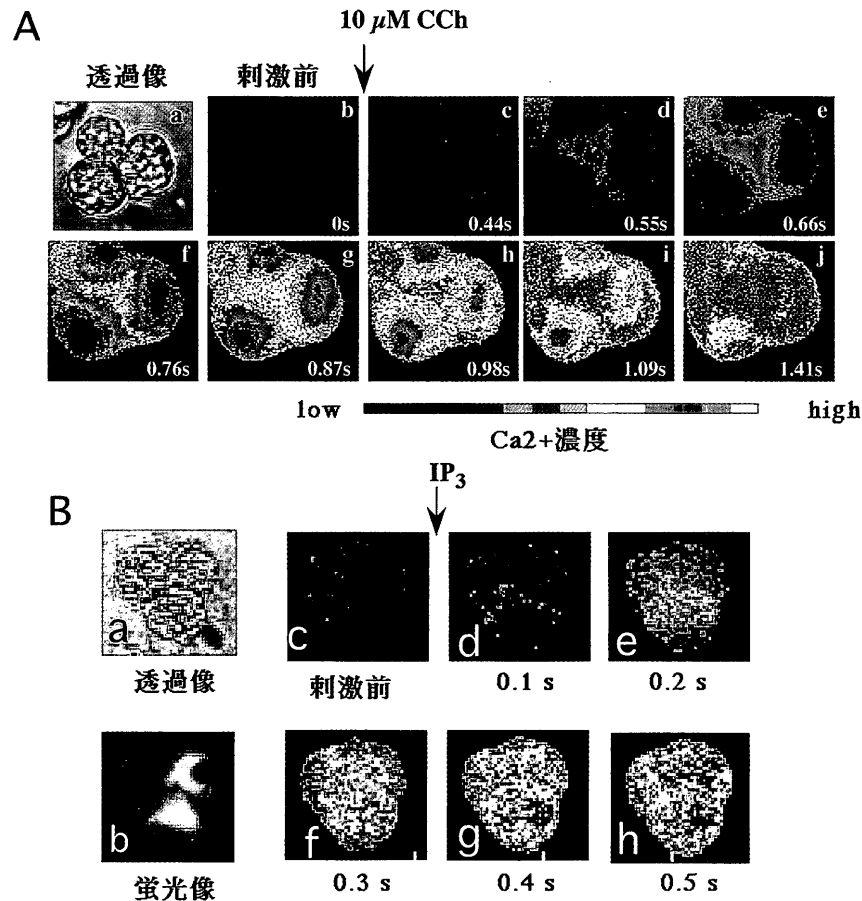 A
10 μM CCh
透過像
刺激前
a
b
c
d
e
0s
0.44s
0.55s
0.66s
f
g
h
i
j
0.76s
0.87s
0.98s
1.09s
1.41s
low
high
Ca2+濃度
IP3
B
a
c
d
e
透過像
刺激前
0.1 s
0.2 s
b
f
g
h
蛍光像
0.3 s
0.4 s
0.5 s